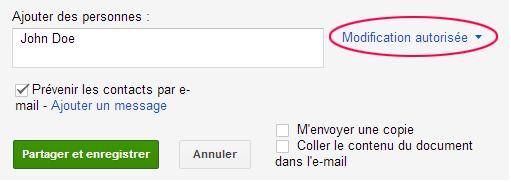 Ajouter des personnes :
John Doe
Modification autorisée
Prévenir les contacts par e-
mail - Ajouter un message
M'envoyer une copie
Coller le contenu du document
dans l'e-mail
Partager et enregistrer
Annuler